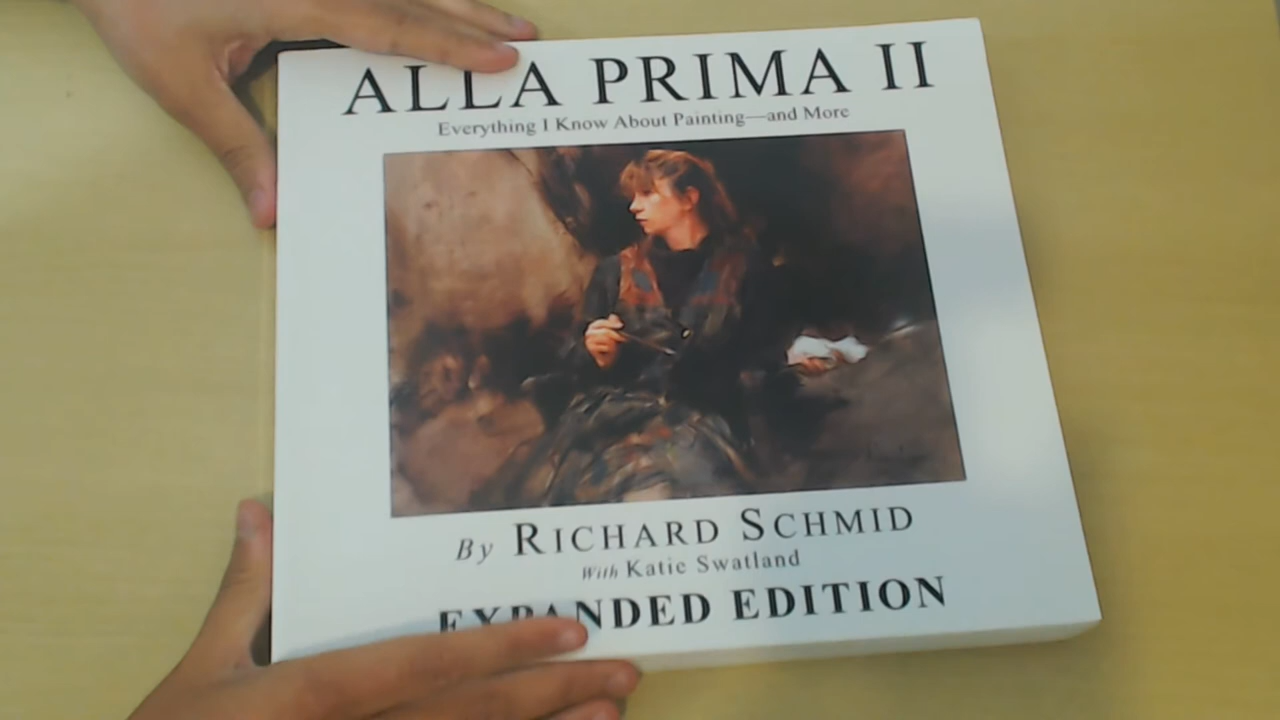 ALLA PRIMA II
Everything I Know About Painting—and More
By RICHARD SCHMID
With Katie Swatland
EXPANDED EDITION